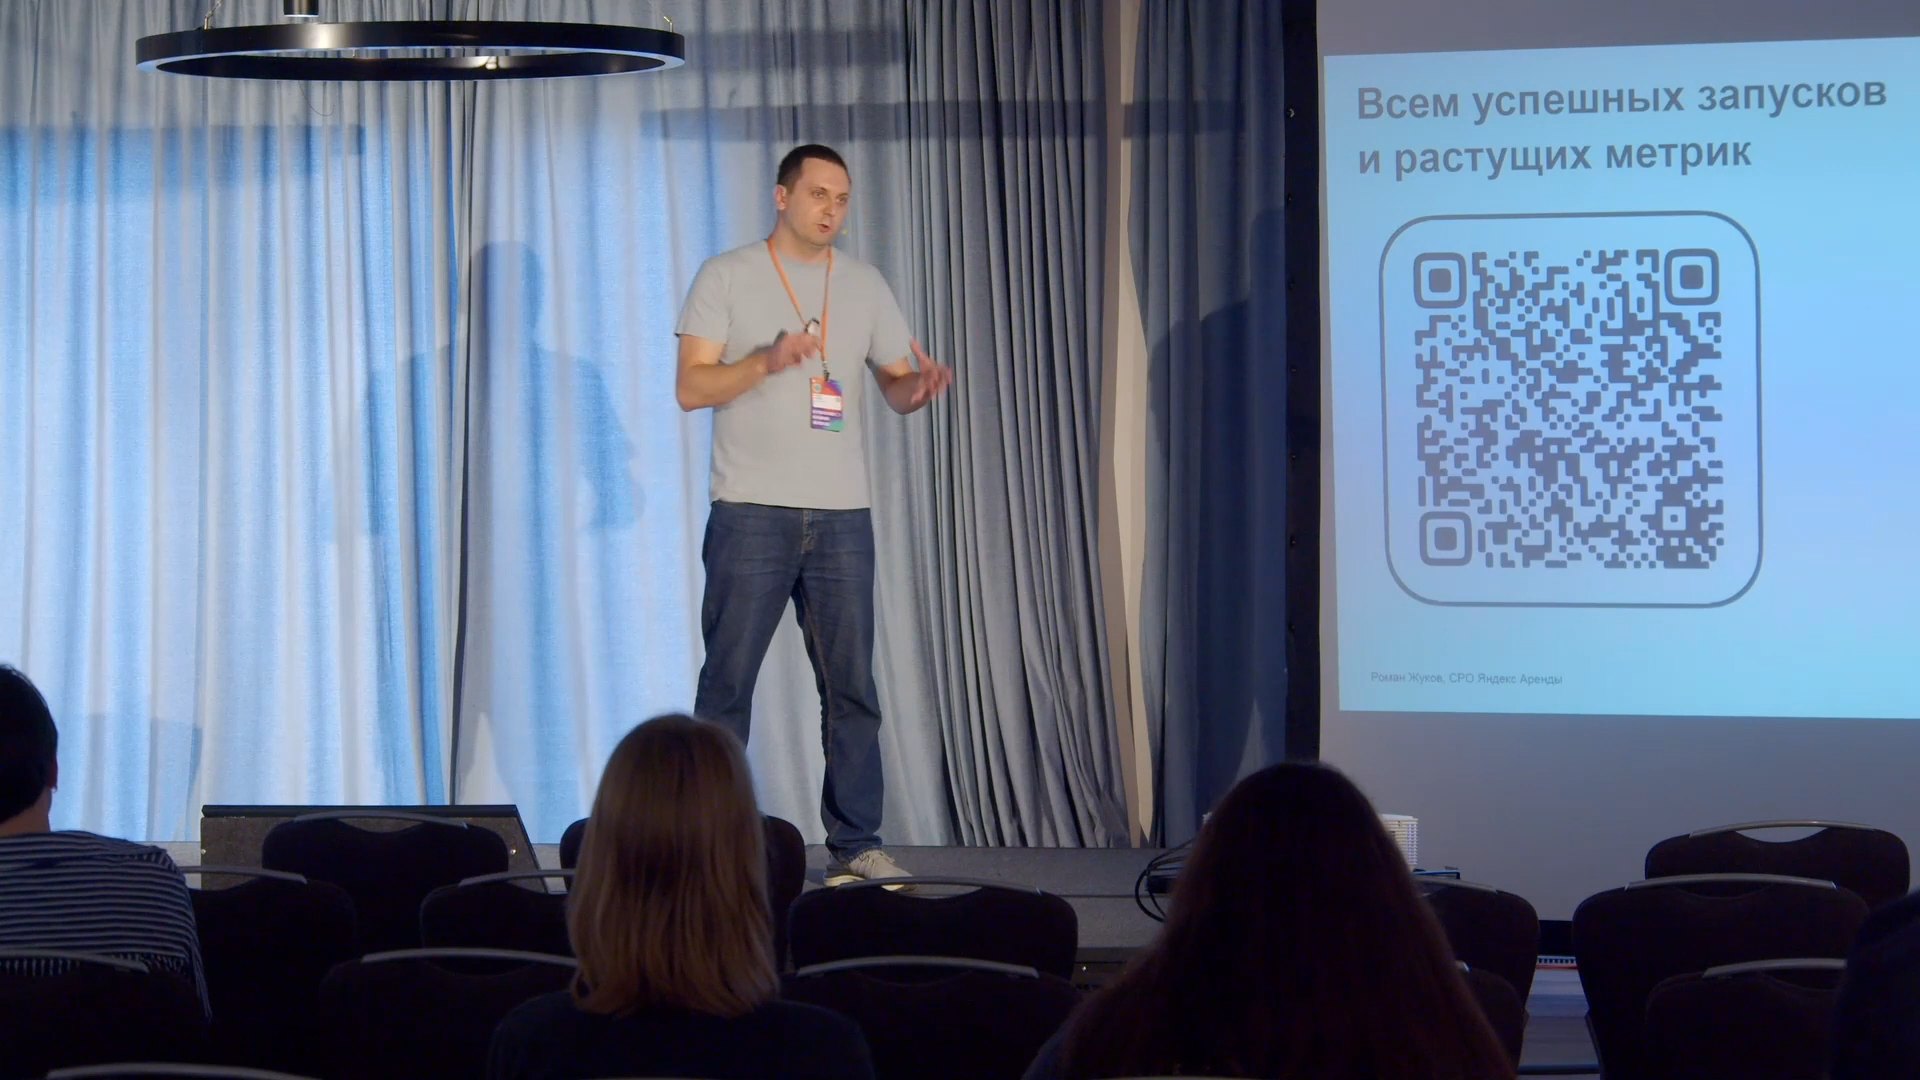 Всем успешных запусков
и растущих метрик
Роман Жуков, CPO Яндекс Аренды